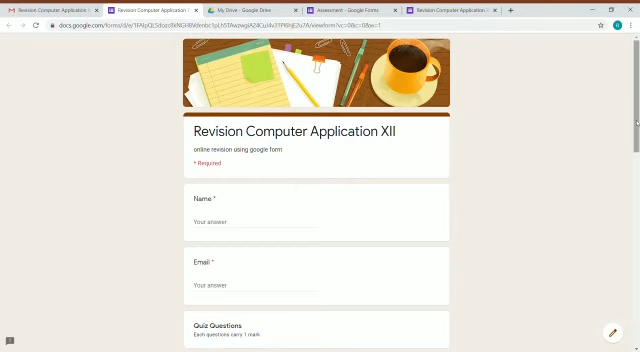 Revision Computer Application X
Revision Computer Application X
My Drive - Google Drive
Assessment - Google Forms
Revision Computer Application X
Revision Computer Application XII
online revision using google form
* Required
Name *
Your answer
Email *
Your answer
Quiz Questions
Each questions carry 1 mark